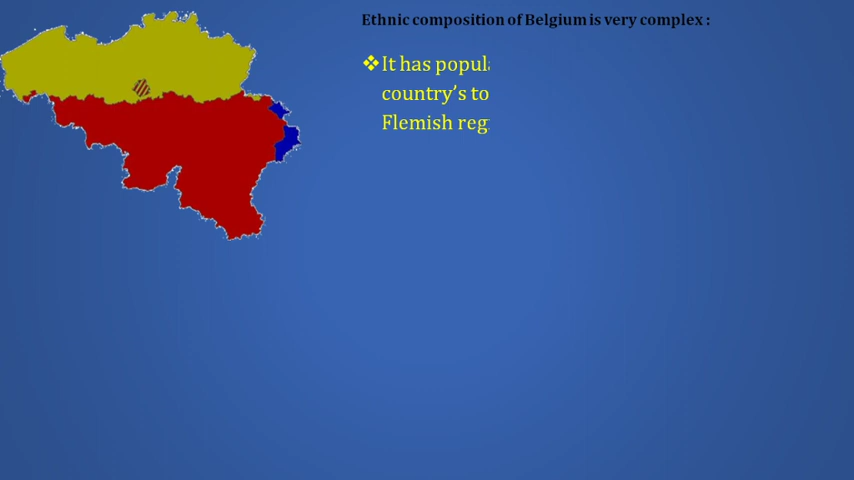 Ethnic composition of Belgium is very complex :
❖It has popul
country's to
Flemish reg